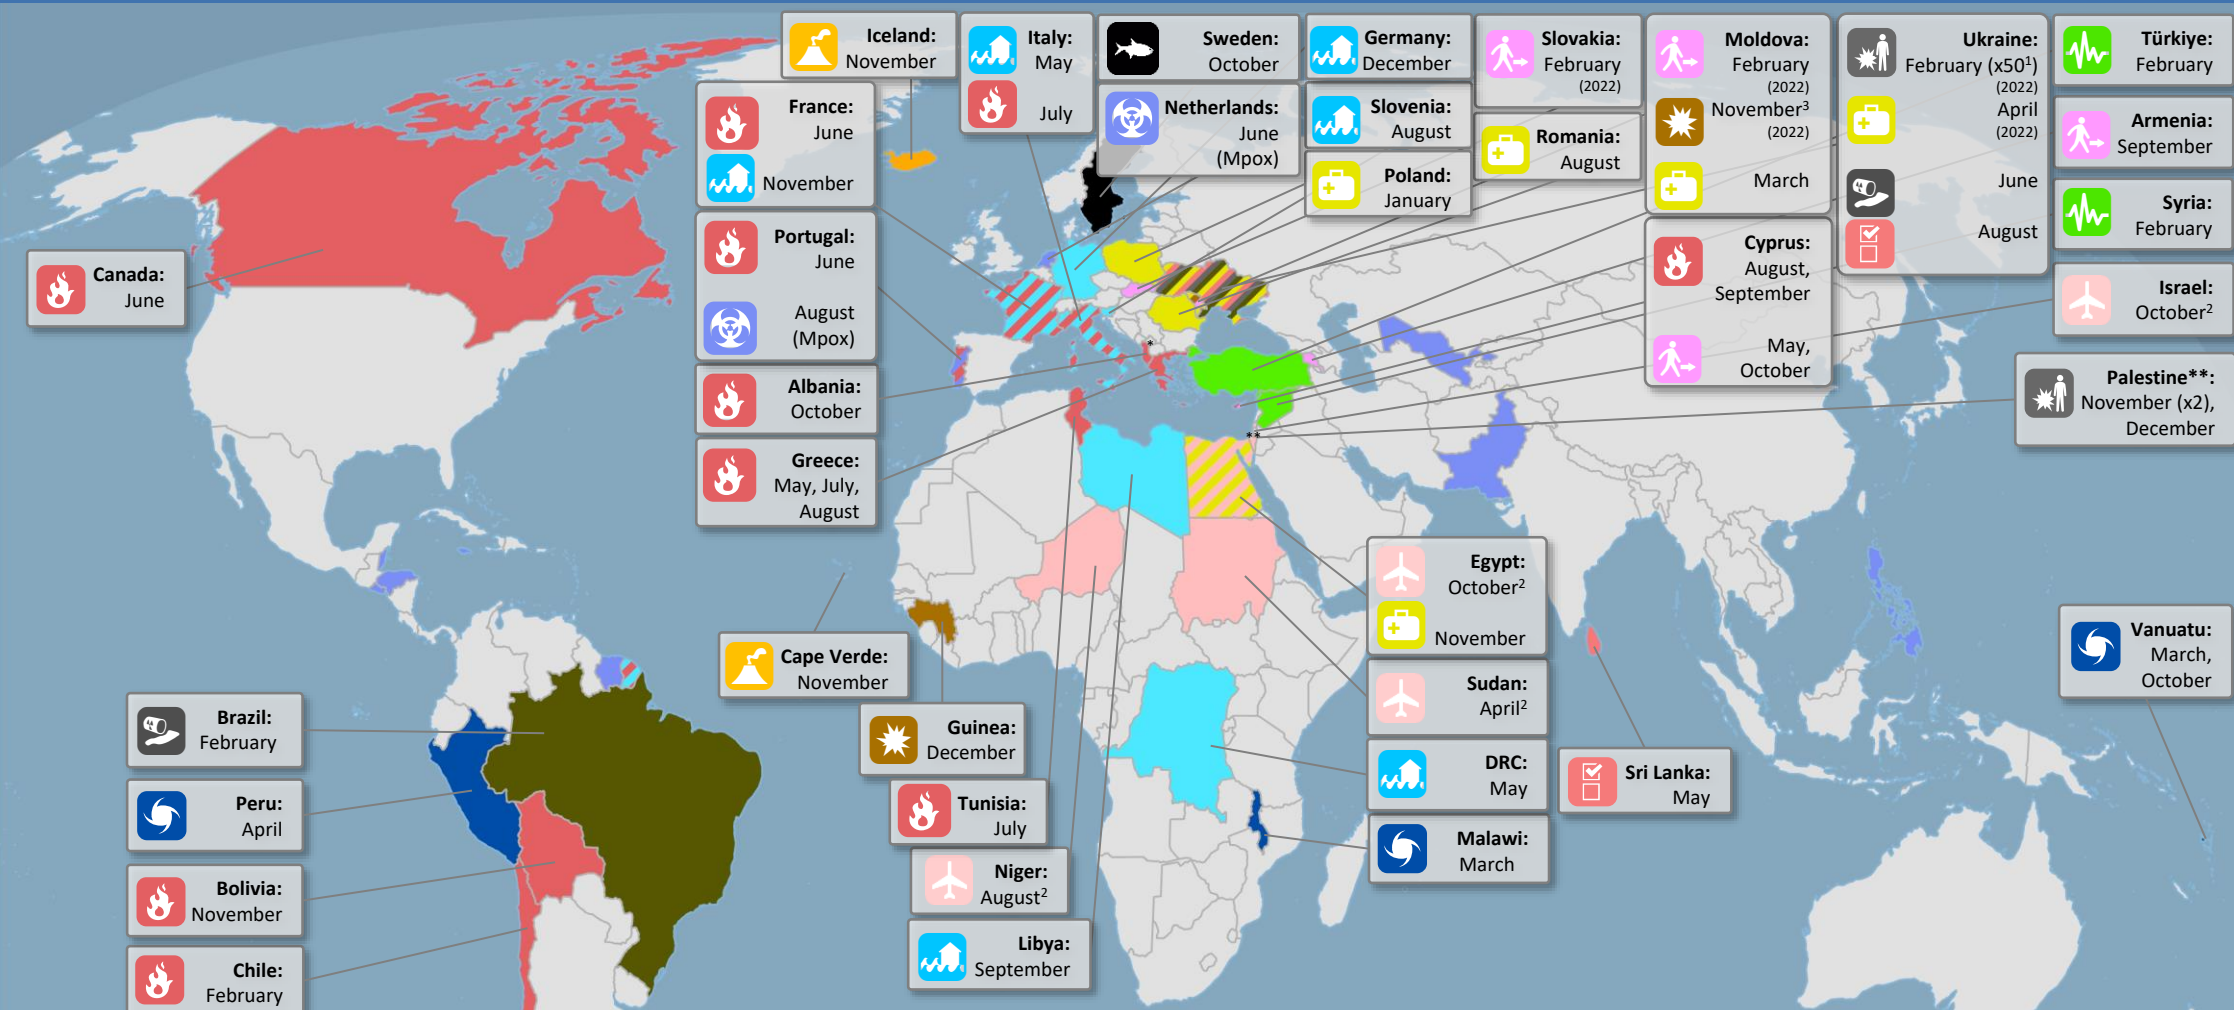 Iceland:
November
Italy:
May
July
Sweden:
October
Netherlands:
June
(Mpox)
Germany:
December
Slovenia:
August
Poland:
January
Slovakia:
February
(2022)
Romania:
August
Moldova:
February
(2022)
November³
(2022)
March
Ukraine:
February (x50¹)
(2022)
April
(2022)
June
August
Türkiye:
February
Armenia:
September
Syria:
February
Israel:
October²
Palestine**:
November (x2),
December
Cyprus:
August,
September
May,
October
France:
June
November
Portugal:
June
August
(Mpox)
Albania:
October
Greece:
May, July,
August
Canada:
June
*
**
Egypt:
October²
November
Sudan:
April²
DRC:
May
Malawi:
March
Sri Lanka:
May
Vanuatu:
March,
October
Cape Verde:
November
Guinea:
December
Tunisia:
July
Niger:
August²
Libya:
September
Brazil:
February
Peru:
April
Bolivia:
November
Chile:
February